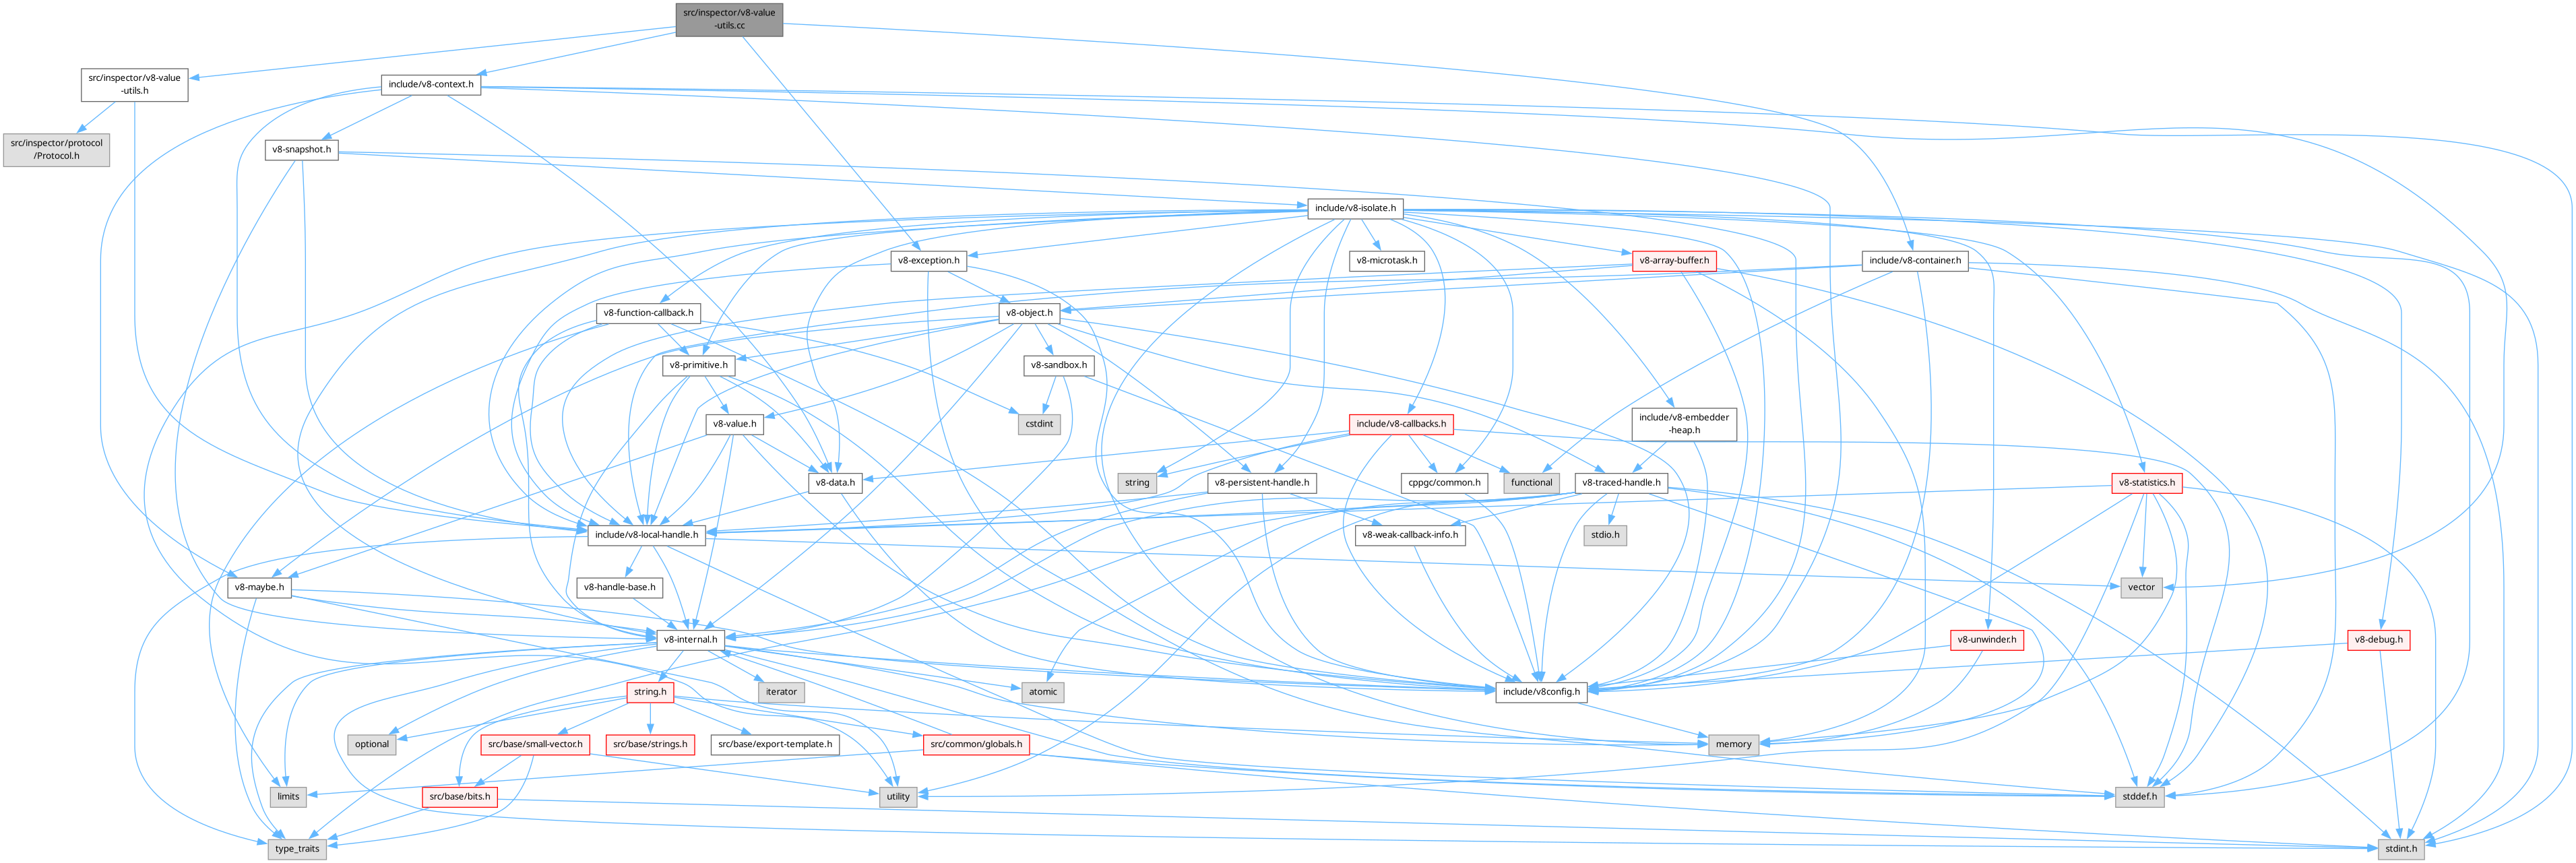 src/inspector/v8-value
-utils.cc
src/inspector/v8-value
-utils.h
include/v8-context.h
src/inspector/protocol
/Protocol.h
v8-snapshot.h
include/v8-isolate.h
v8-exception.h
v8-microtask.h
v8-array-buffer.h
include/v8-container.h
v8-function-callback.h
v8-object.h
v8-primitive.h
v8-sandbox.h
v8-value.h
cstdint
include/v8-callbacks.h
include/v8-embedder
-heap.h
v8-data.h
string
v8-persistent-handle.h
cppgc/common.h
functional
v8-traced-handle.h
v8-statistics.h
include/v8-local-handle.h
v8-weak-callback-info.h
stdio.h
v8-maybe.h
v8-handle-base.h
vector
v8-internal.h
v8-unwinder.h
v8-debug.h
string.h
iterator
atomic
include/v8config.h
optional
src/base/small-vector.h
src/base/strings.h
src/base/export-template.h
src/common/globals.h
memory
limits
src/base/bits.h
utility
stddef.h
type_traits
stdint.h